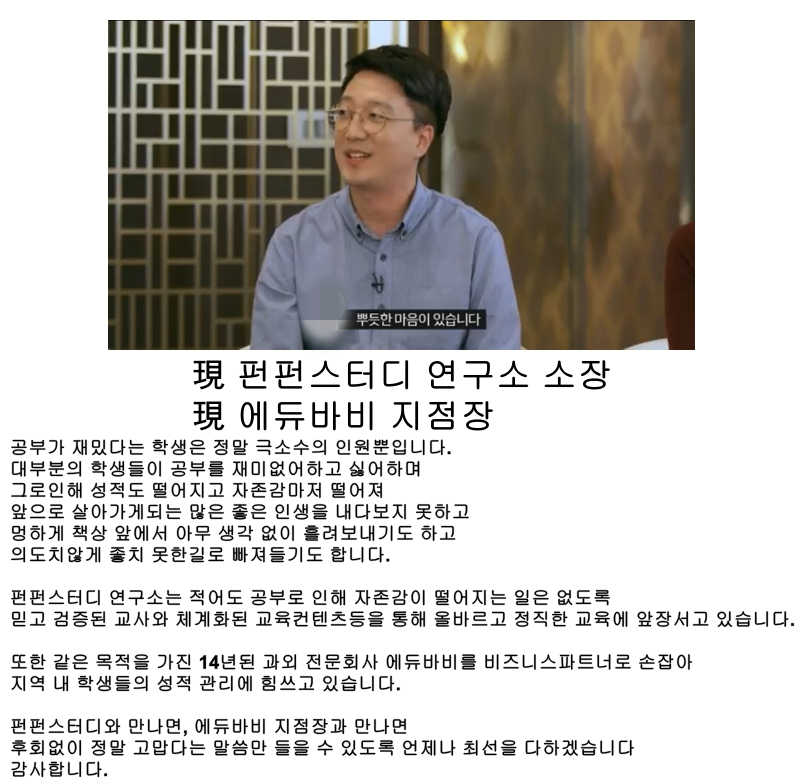 뿌듯한 마음이 있습니다
現 펀펀스터디 연구소 소장
現 에듀바비 지점장
공부가 재밌다는 학생은 정말 극소수의 인원뿐입니다.
대부분의 학생들이 공부를 재미없어하고 싫어하며
그로인해 성적도 떨어지고 자존감마저 떨어져
앞으로 살아가게되는 많은 좋은 인생을 내다보지 못하고
멍하게 책상 앞에서 아무 생각 없이 흘려보내기도 하고
의도치않게 좋치 못한길로 빠져들기도 합니다.
펀펀스터디 연구소는 적어도 공부로 인해 자존감이 떨어지는 일은 없도록
믿고 검증된 교사와 체계화된 교육컨텐츠등을 통해 올바르고 정직한 교육에 앞장서고 있습니다.
또한 같은 목적을 가진 14년된 과외 전문회사 에듀바비를 비즈니스파트너로 손잡아
지역 내 학생들의 성적 관리에 힘쓰고 있습니다.
펀펀스터디와 만나면, 에듀바비 지점장과 만나면
후회없이 정말 고맙다는 말씀만 들을 수 있도록 언제나 최선을 다하겠습니다
감사합니다.